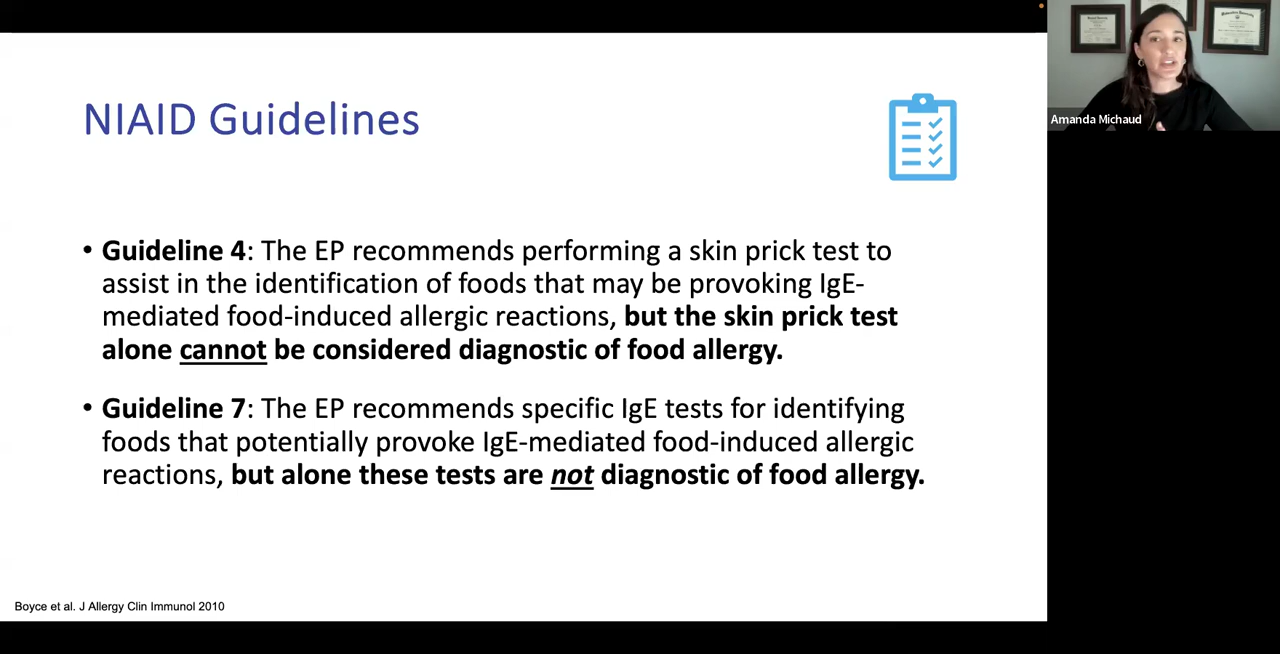 NIAID Guidelines
• Guideline 4: The EP recommends performing a skin prick test to
assist in the identification of foods that may be provoking IgE-
mediated food-induced allergic reactions, but the skin prick test
alone cannot be considered diagnostic of food allergy.
• Guideline 7: The EP recommends specific IgE tests for identifying
foods that potentially provoke IgE-mediated food-induced allergic
reactions, but alone these tests are not diagnostic of food allergy.
Boyce et al. J Allergy Clin Immunol 2010
Amanda Michaud